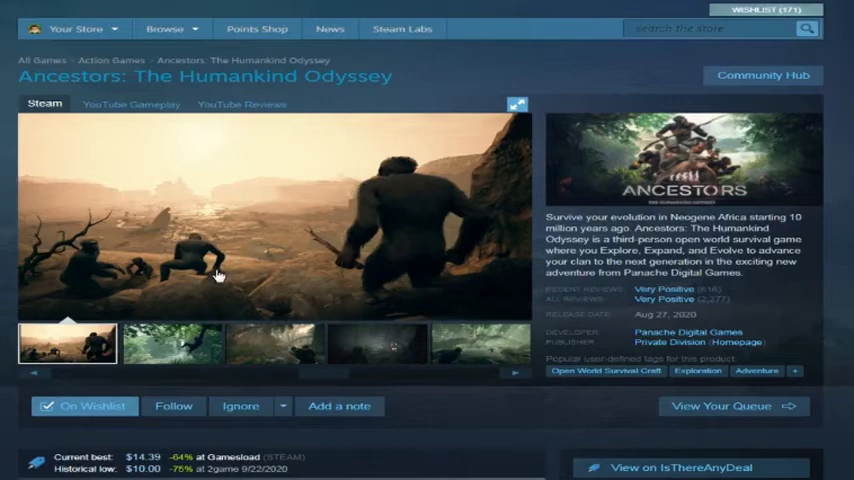 WISHLIST (171)
Your Store Browse Points Shop News Steam Labs search the store
All Games > Action Games > Ancestors: The Humankind Odyssey
Ancestors: The Humankind Odyssey
Community Hub
Steam YouTube Gameplay YouTube Reviews
ANCESTORS
THE HUMANKIND ODYSSEY
Survive your evolution in Neogene Africa starting 10
million years ago. Ancestors: The Humankind
Odyssey is a third-person open world survival game
where you Explore, Expand, and Evolve to advance
your clan to the next generation in the exciting new
adventure from Panache Digital Games.
RECENT REVIEWS: Very Positive (616)
ALL REVIEWS: Very Positive (2,277)
RELEASE DATE: Aug 27, 2020
DEVELOPER: Panache Digital Games
PUBLISHER: Private Division (Homepage)
Popular user-defined tags for this product:
Open World Survival Craft Exploration Adventure +
On Wishlist Follow Ignore Add a note View Your Queue
Current best: $14.39 -64% at Gamesload (STEAM)
Historical low: $10.00 -75% at 2game 9/22/2020
View on IsThereAnyDeal